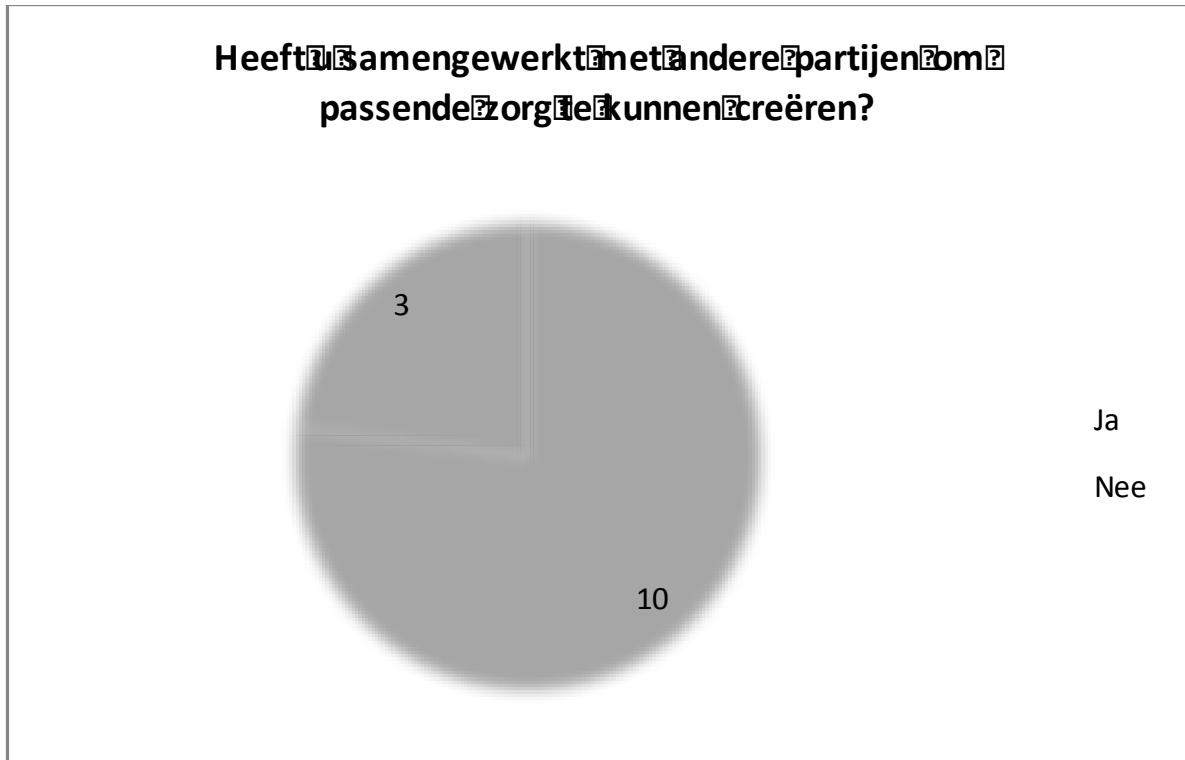 Heeft u samengewerkt met andere partijen om
passende zorg te kunnen creëren?
3
10
Ja
Nee